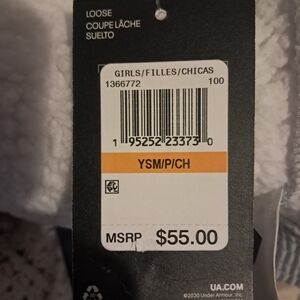 LOOSE
COUPE LÂCHE
SUELTO
GIRLS/FILLES/CHICAS
1366772 100
1 95252 23373 0
YSM/P/CH
MSRP $55.00
UA.COM
©2020 Under Armour, Inc.